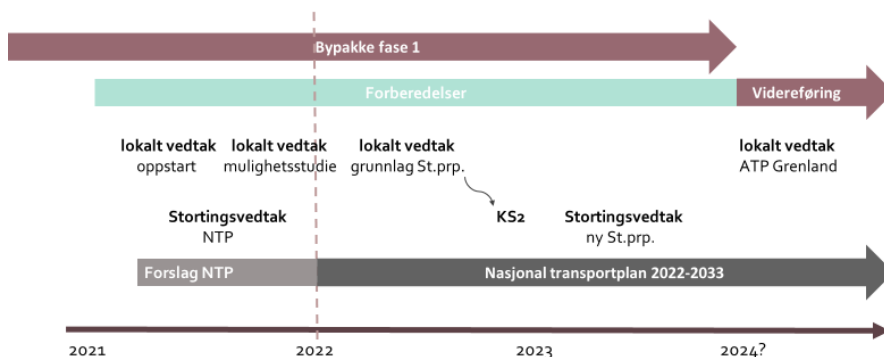 Bypakke fase 1
Forberedelser
Videreføring
lokalt vedtak
oppstart
lokalt vedtak
mulighetsstudie
lokalt vedtak
grunnlag St.prp.
lokalt vedtak
ATP Grenland
Stortingsvedtak
NTP
KS2
Stortingsvedtak
ny St.prp.
Forslag NTP
Nasjonal transportplan 2022-2033
2021
2022
2023
2024?